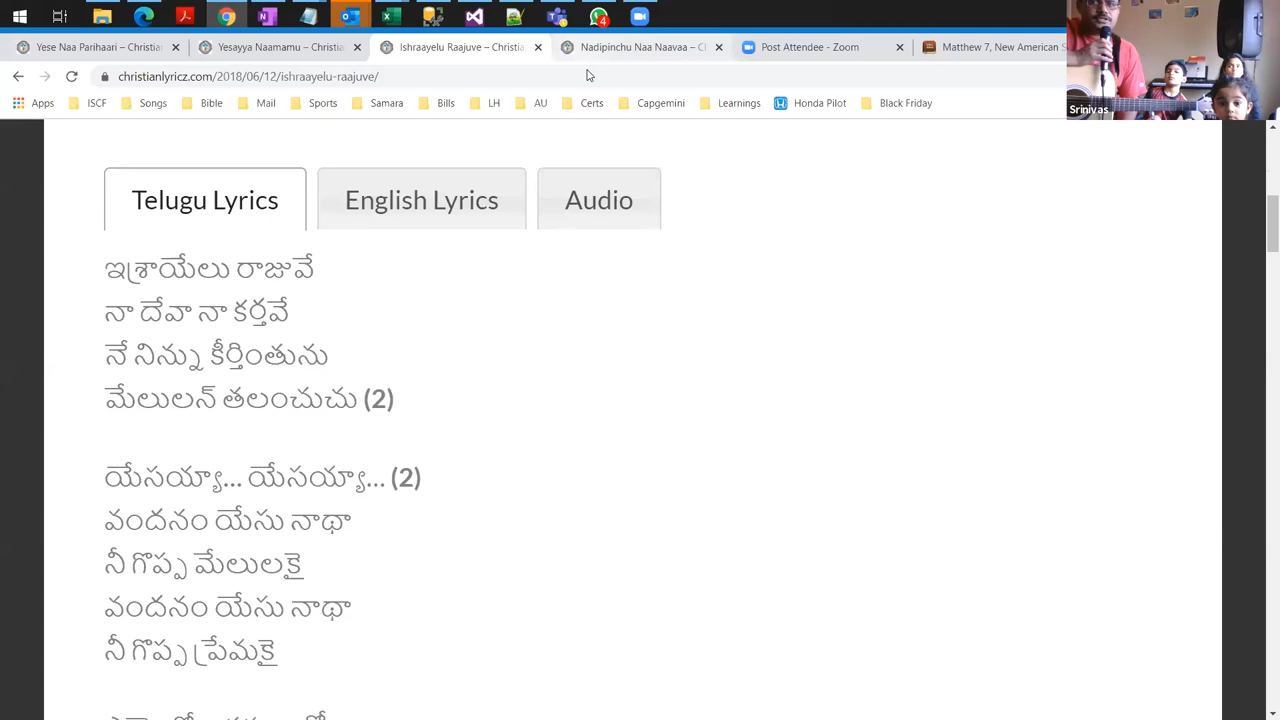 4
Yese Naa Parihaari – Christia
Yesayya Naamamu – Christia
Ishraayelu Raajuve – Christia
Nadipinchu Naa Naavaa – C
Post Attendee - Zoom
Matthew 7, New American S
christianlyricz.com/2018/06/12/ishraayelu-raajuve/
Apps ISCF Songs Bible Mail Sports Samara Bills LH AU Certs Capgemini Learnings Honda Pilot Black Friday
Srinivas
Telugu Lyrics
English Lyrics
Audio
ఇశ్రాయేలు రాజువే
నా దేవా నా కర్తవే
నే నిన్ను కీర్తింతును
మేలులన్ తలంచుచు (2)
యేసయ్యా… యేసయ్యా… (2)
వందనం యేసు నాథా
నీ గొప్ప మేలులకై
వందనం యేసు నాథా
నీ గొప్ప ప్రేమకై